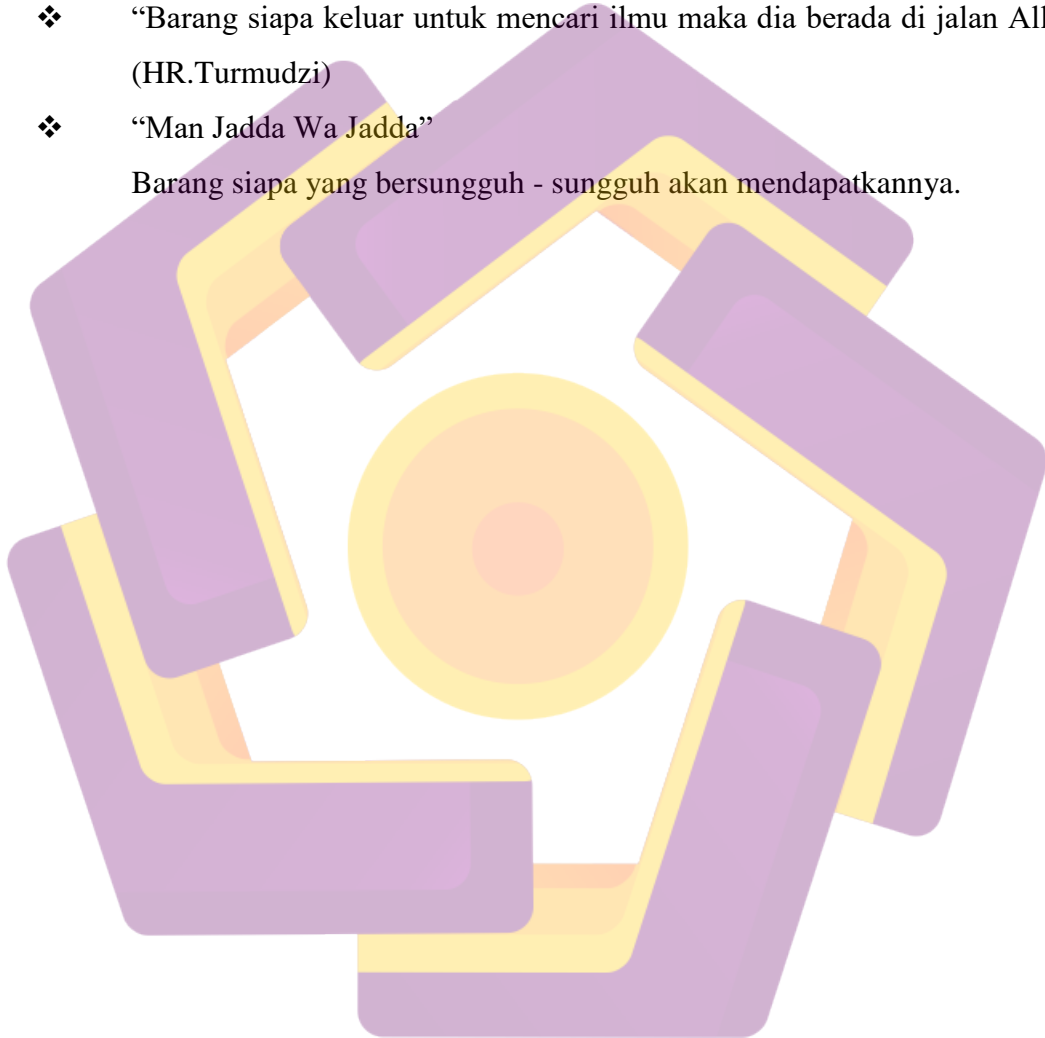 ❖ “Barang siapa keluar untuk mencari ilmu maka dia berada di jalan
(HR.Turmudzi)
❖ “Man Jadda Wa Jadda”
Barang siapa yang bersungguh - sungguh akan mendapatkannya.